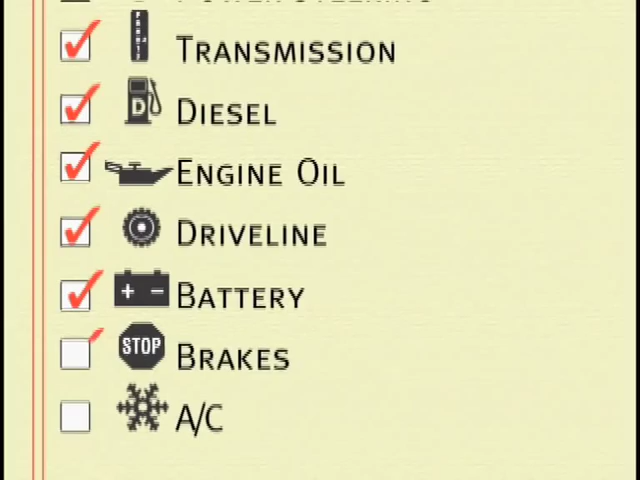 TRANSMISSION
D DIESEL
ENGINE OIL
DRIVELINE
+ - BATTERY
STOP BRAKES
A/C